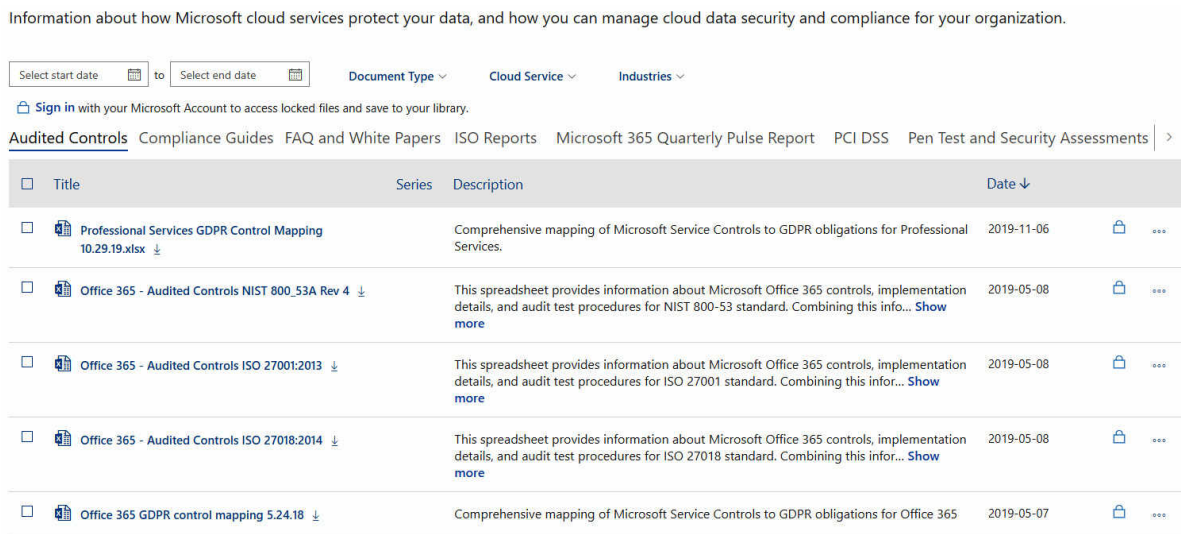 Information about how Microsoft cloud services protect your data, and how you can manage cloud data security and compliance for your organization.
Select start date to Select end date Document Type Cloud Service Industries
Sign in with your Microsoft Account to access locked files and save to your library.
Audited Controls Compliance Guides FAQ and White Papers ISO Reports Microsoft 365 Quarterly Pulse Report PCI DSS Pen Test and Security Assessments
Title Series Description Date
Professional Services GDPR Control Mapping
10.29.19.xlsx
Comprehensive mapping of Microsoft Service Controls to GDPR obligations for Professional
Services.
2019-11-06
Office 365 - Audited Controls NIST 800_53A Rev 4
This spreadsheet provides information about Microsoft Office 365 controls, implementation
details, and audit test procedures for NIST 800-53 standard. Combining this info... Show
more
2019-05-08
Office 365 - Audited Controls ISO 27001:2013
This spreadsheet provides information about Microsoft Office 365 controls, implementation
details, and audit test procedures for ISO 27001 standard. Combining this infor... Show
more
2019-05-08
Office 365 - Audited Controls ISO 27018:2014
This spreadsheet provides information about Microsoft Office 365 controls, implementation
details, and audit test procedures for ISO 27018 standard. Combining this infor... Show
more
2019-05-08
Office 365 GDPR control mapping 5.24.18
Comprehensive mapping of Microsoft Service Controls to GDPR obligations for Office 365
2019-05-07